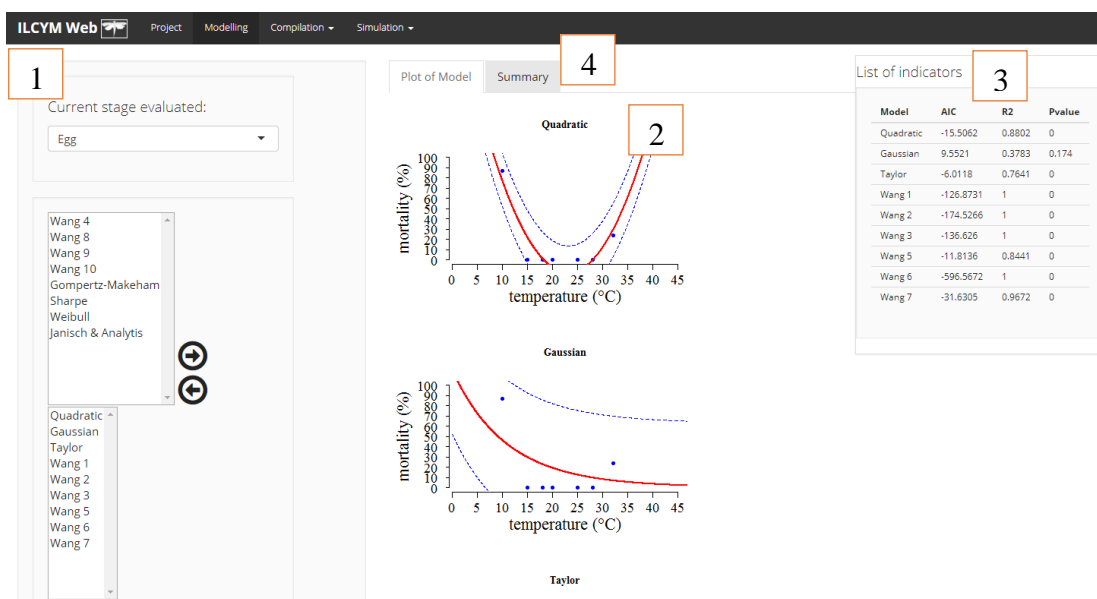 ILCYM Web Project Modelling Compilation Simulation
1
Current stage evaluated:
Egg
Wang 4
Wang 8
Wang 9
Wang 10
Gompertz-Makeham
Sharpe
Weibull
Janisch & Analytis
Quadratic
Gaussian
Taylor
Wang 1
Wang 2
Wang 3
Wang 5
Wang 6
Wang 7
Plot of Model Summary
4
Quadratic
2
mortality (%)
100
90
80
70
60
50
40
30
20
10
0
0 5 10 15 20 25 30 35 40 45
temperature (°C)
Gaussian
mortality (%)
100
90
80
70
60
50
40
30
20
10
0
0 5 10 15 20 25 30 35 40 45
temperature (°C)
Taylor
List of indicators
3
Model AIC R2 Pvalue
Quadratic -15.5062 0.8802 0
Gaussian 9.5521 0.3783 0.174
Taylor -6.0118 0.7641 0
Wang 1 -126.8731 1 0
Wang 2 -174.5266 1 0
Wang 3 -136.626 1 0
Wang 5 -11.8136 0.8441 0
Wang 6 -596.5672 1 0
Wang 7 -31.6305 0.9672 0